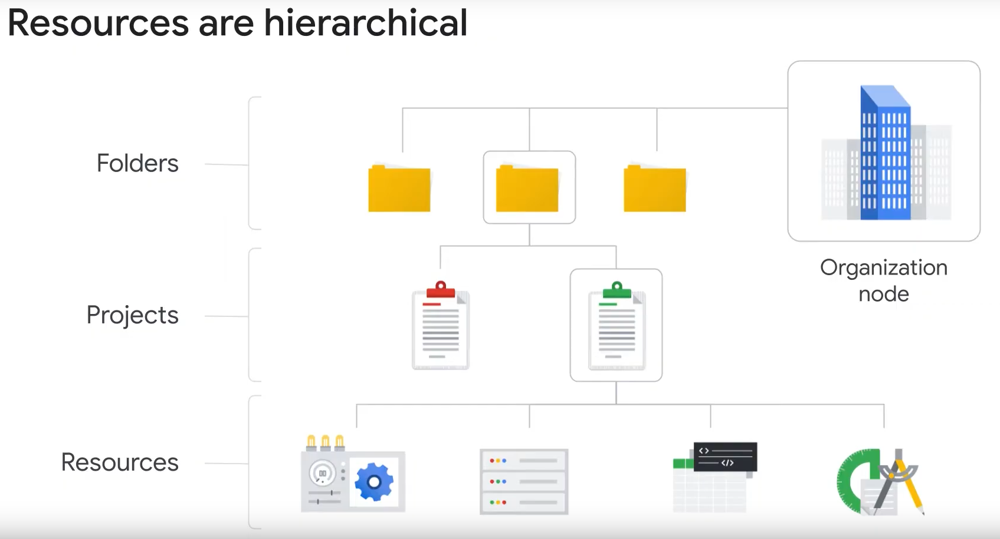 Resources are hierarchical
Folders
Projects
Resources
Organization
node